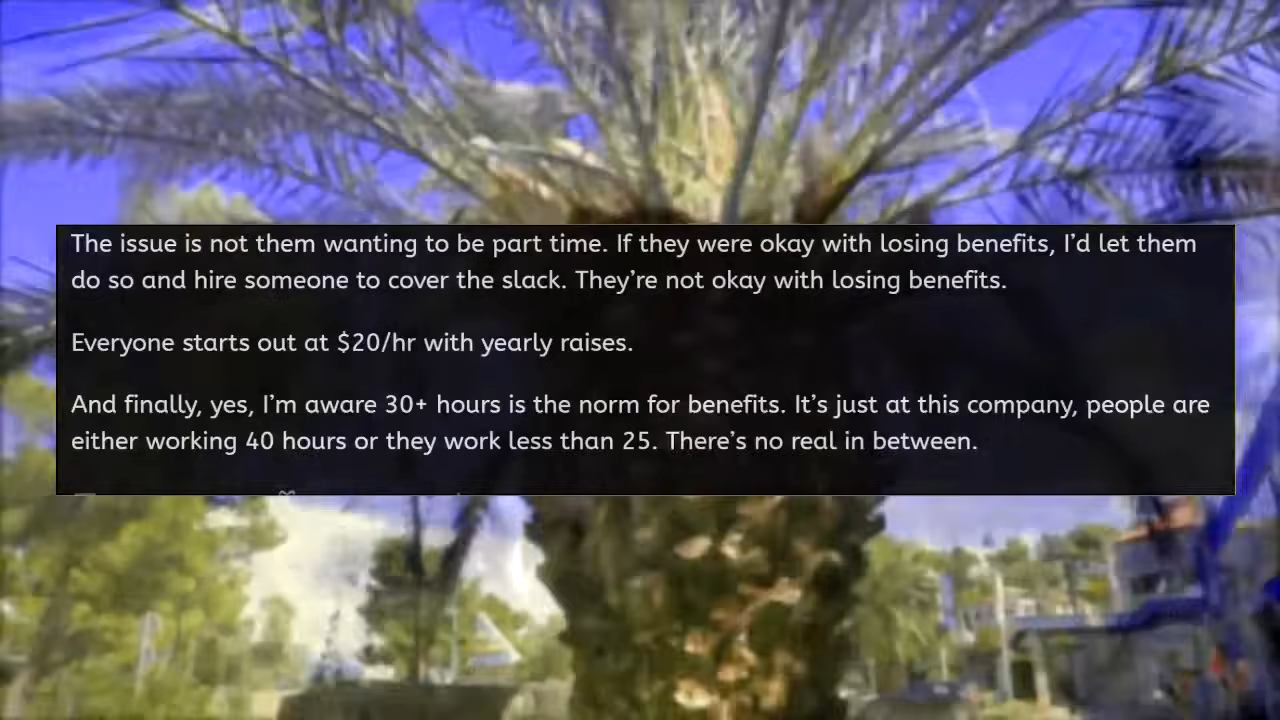 The issue is not them wanting to be part time. If they were okay with losing benefits, I’d let them
do so and hire someone to cover the slack. They’re not okay with losing benefits.
Everyone starts out at $20/hr with yearly raises.
And finally, yes, I’m aware 30+ hours is the norm for benefits. It’s just at this company, people are
either working 40 hours or they work less than 25. There’s no real in between.